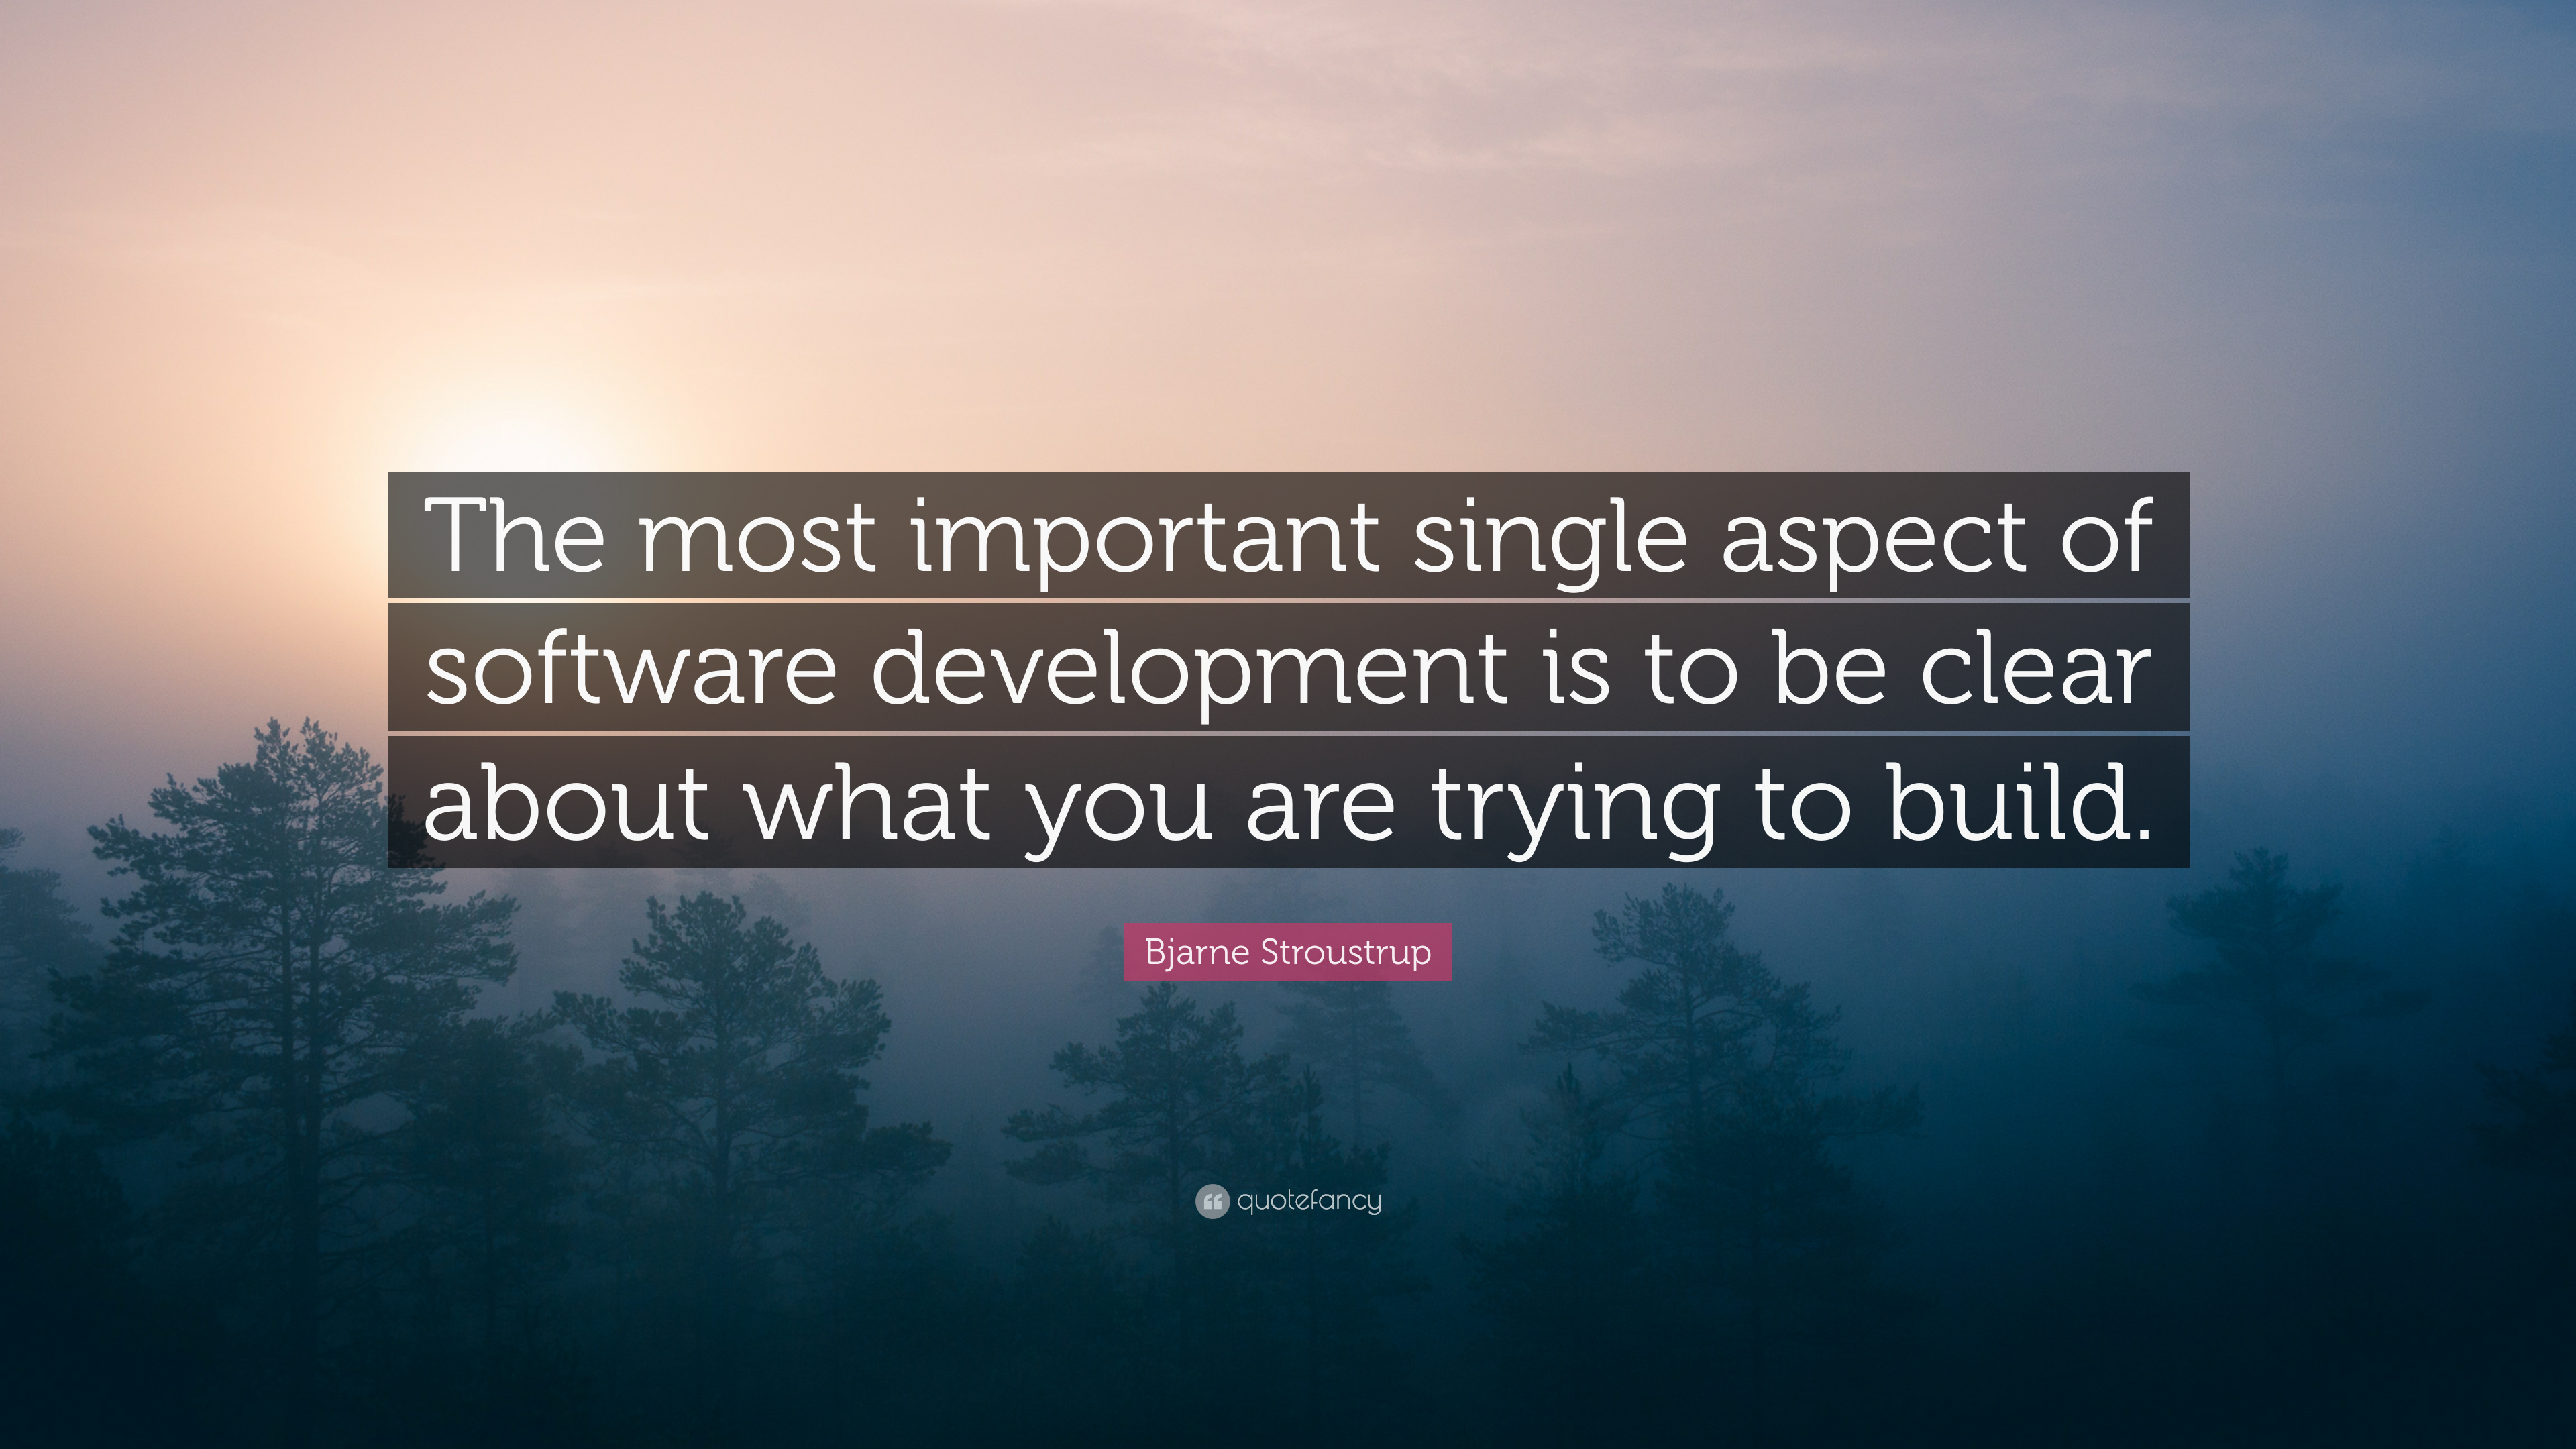 The most important single aspect of
software development is to be clear
about what you are trying to build.
Bjarne Stroustrup
quotefancy